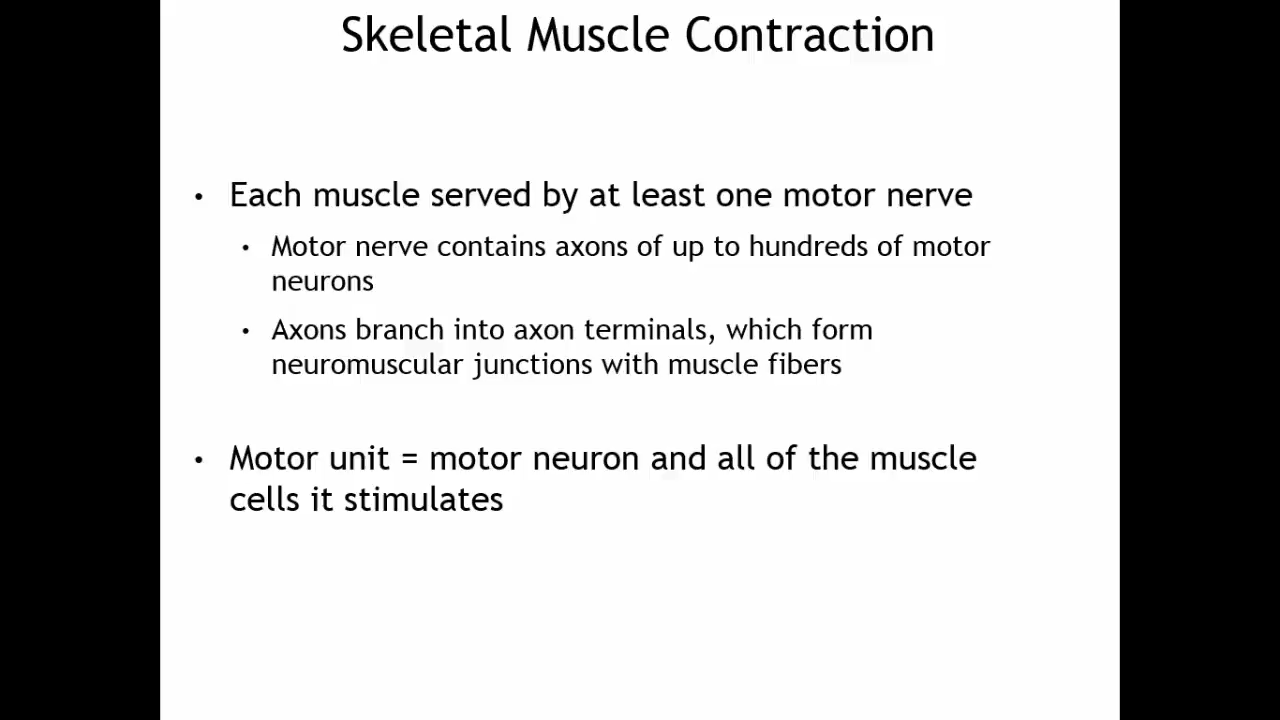 Skeletal Muscle Contraction
• Each muscle served by at least one motor nerve
• Motor nerve contains axons of up to hundreds of motor
neurons
• Axons branch into axon terminals, which form
neuromuscular junctions with muscle fibers
• Motor unit = motor neuron and all of the muscle
cells it stimulates